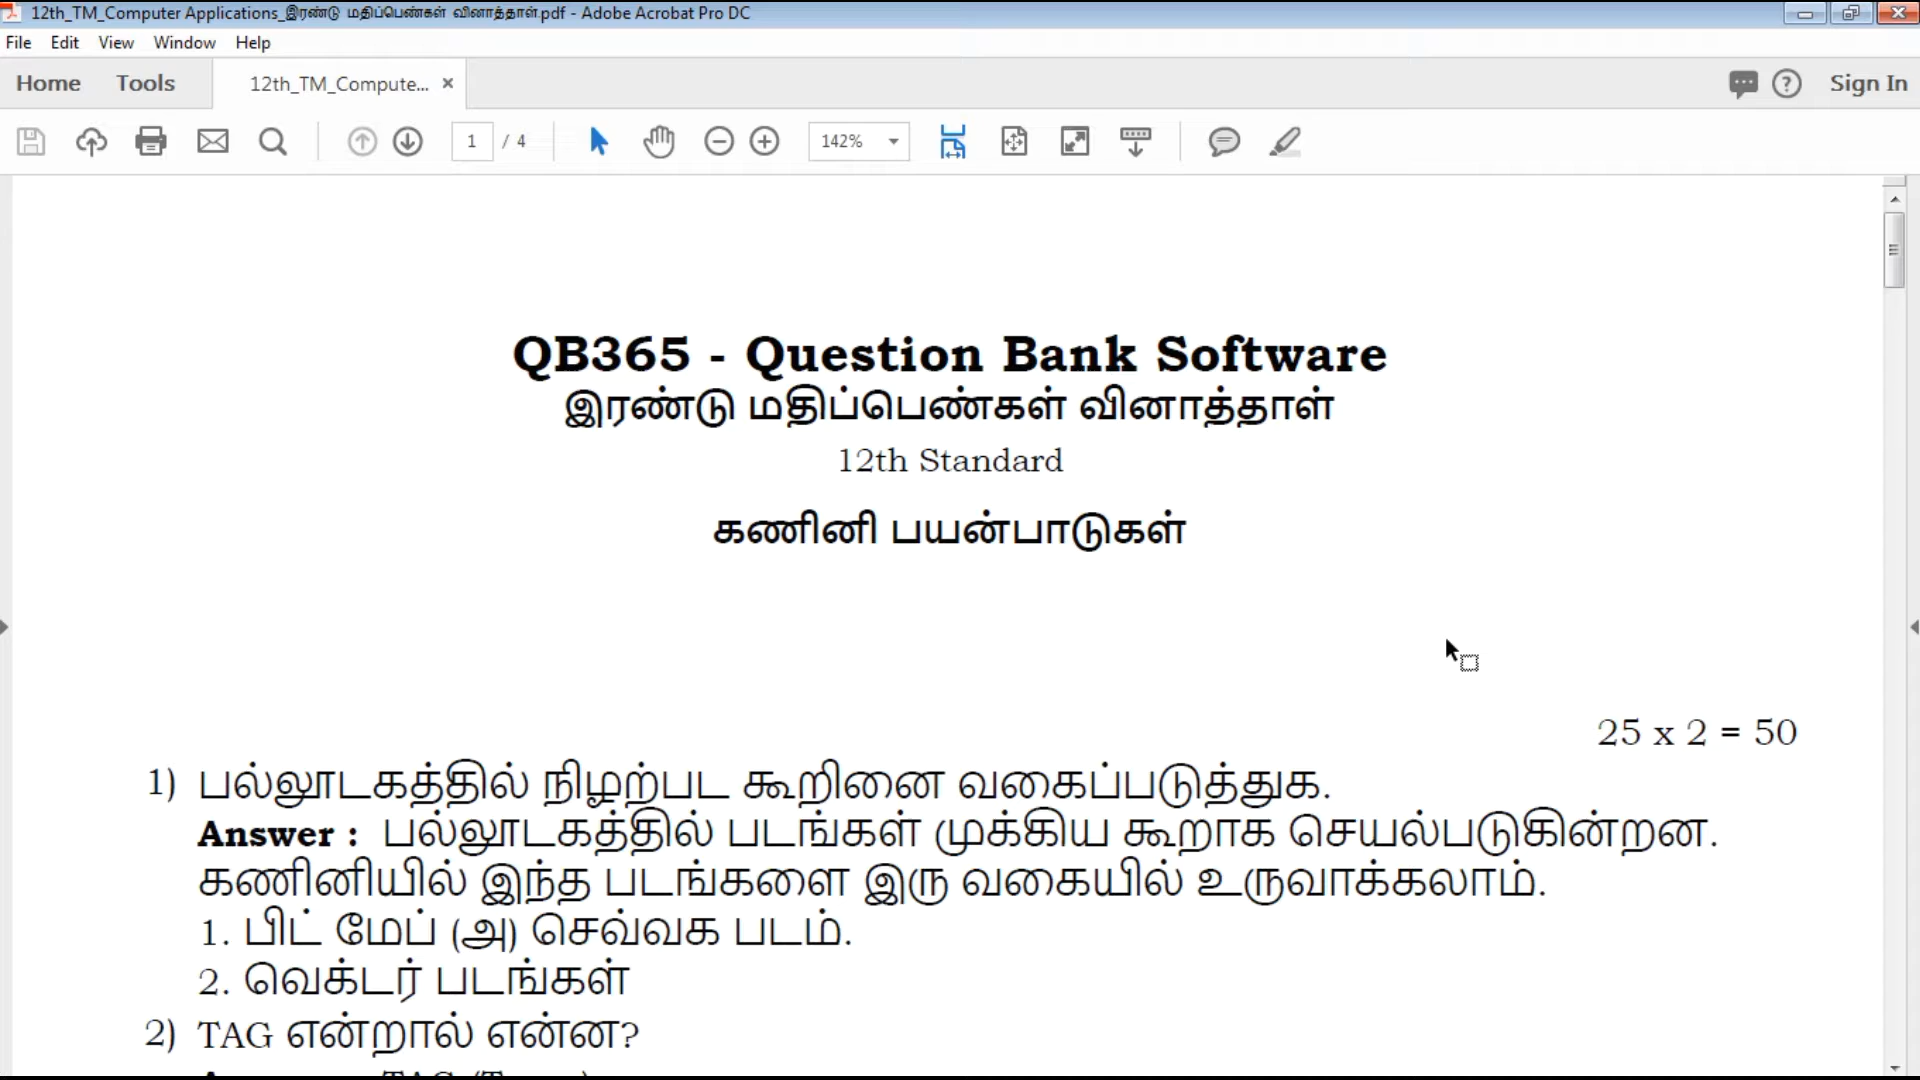 12th_TM_Computer Applications_இரண்டு மதிப்பெண்கள் வினாத்தாள்.pdf - Adobe Acrobat Pro DC
File Edit View Window Help
Home Tools 12th_TM_Compute... × Sign In
1 / 4 142%
QB365 - Question Bank Software
இரண்டு மதிப்பெண்கள் வினாத்தாள்
12th Standard
கணினி பயன்பாடுகள்
25 x 2 = 50
1) பல்லூடகத்தில் நிழற்பட கூறினை வகைப்படுத்துக.
Answer : பல்லூடகத்தில் படங்கள் முக்கிய கூறாக செயல்படுகின்றன.
கணினியில் இந்த படங்களை இரு வகையில் உருவாக்கலாம்.
1. பிட் மேப் (அ) செவ்வக படம்.
2. வெக்டர் படங்கள்
2) TAG என்றால் என்ன?